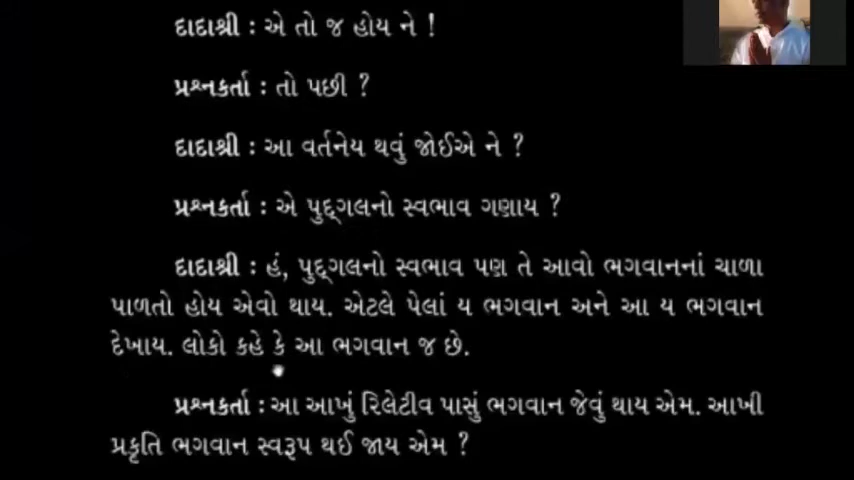 દાદાશ્રી : એ તો જ હોય ને !
પ્રશ્નકર્તા : તો પછી ?
દાદાશ્રી : આ વર્તનેય થવું જોઈએ ને ?
પ્રશ્નકર્તા : એ પુદ્ગલનો સ્વભાવ ગણાય ?
દાદાશ્રી : હં, પુદ્ગલનો સ્વભાવ પણ તે આવો ભગવાનનાં ચાળા
પાળતો હોય એવો થાય. એટલે પેલાં ય ભગવાન અને આ ય ભગવાન
દેખાય. લોકો કહે કે આ ભગવાન જ છે.
પ્રશ્નકર્તા : આ આખું રિલેટીવ પાસું ભગવાન જેવું થાય એમ. આખી
પ્રકૃતિ ભગવાન સ્વરૂપ થઈ જાય એમ ?